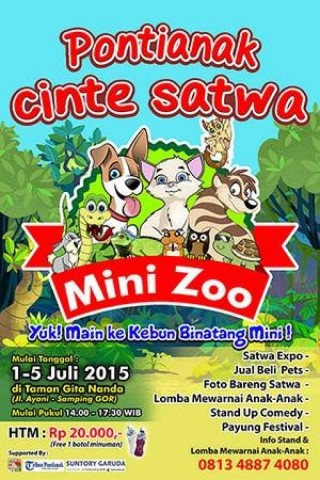 Pontianak
cinte satwa
Mini Zoo
Yuk! Main ke Kebun Binatang Mini!
Mulai Tanggal :
1-5 Juli 2015
di Taman Gita Nanda
(Jl. Ayani - Samping GOR)
Mulai Pukul 14.00 - 17:30 WIB
HTM : Rp 20.000,-
(Free 1 botol minuman)
Supported By :
Tribun Pontianak
SUNTORY GARUDA
Satwa Expo -
Jual Beli Pets -
Foto Bareng Satwa -
Lomba Mewarnai Anak-Anak -
Stand Up Comedy -
Payung Festival -
Info Stand &
Lomba Mewarnai Anak-Anak :
0813 4887 4080